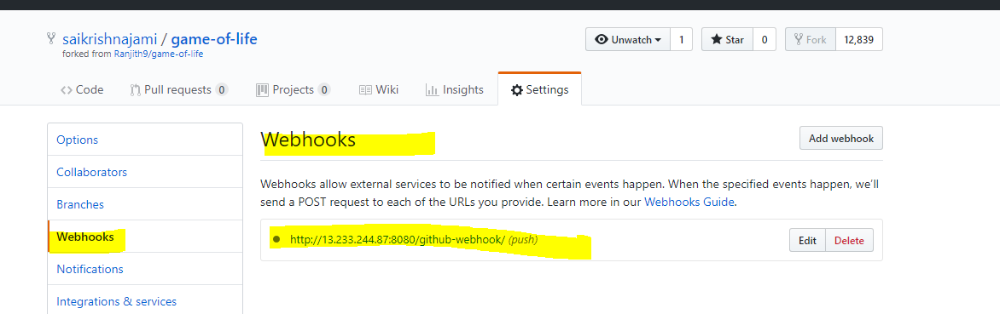 saikrishnajami / game-of-life
Unwatch 1 Star 0 Fork 12,839
forked from Ranjith9/game-of-life
Code Pull requests 0 Projects 0 Wiki Insights Settings
Options
Collaborators
Branches
Webhooks
Notifications
Integrations & services
Webhooks
Add webhook
Webhooks allow external services to be notified when certain events happen. When the specified events happen, we’ll
send a POST request to each of the URLs you provide. Learn more in our Webhooks Guide.
http://13.233.244.87:8080/github-webhook/ (push)
Edit Delete